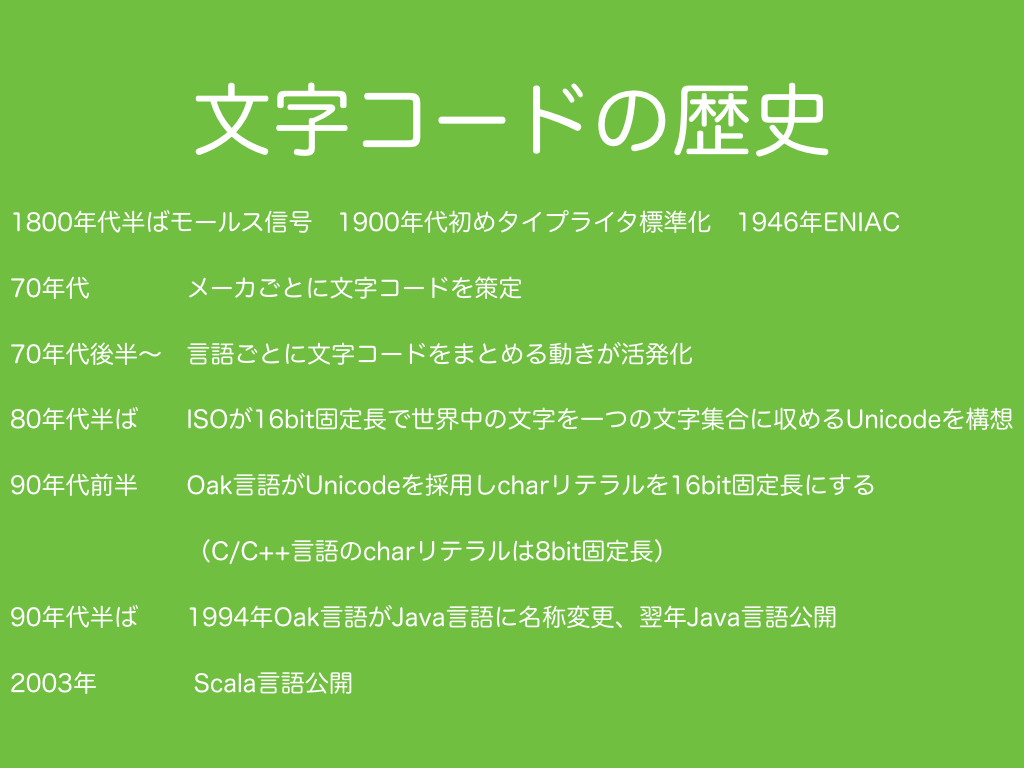 文字コードの歴史
1800年代半ばモールス信号　1900年代初めタイプライタ標準化　1946年ENIAC
70年代　　　　メーカごとに文字コードを策定
70年代後半〜　言語ごとに文字コードをまとめる動きが活発化
80年代半ば　　ISOが16bit固定長で世界中の文字を一つの文字集合に収めるUnicodeを構想
90年代前半　　Oak言語がUnicodeを採用しcharリテラルを16bit固定長にする
（C/C++言語のcharリテラルは8bit固定長）
90年代半ば　　1994年Oak言語がJava言語に名称変更、翌年Java言語公開
2003年　　　　Scala言語公開